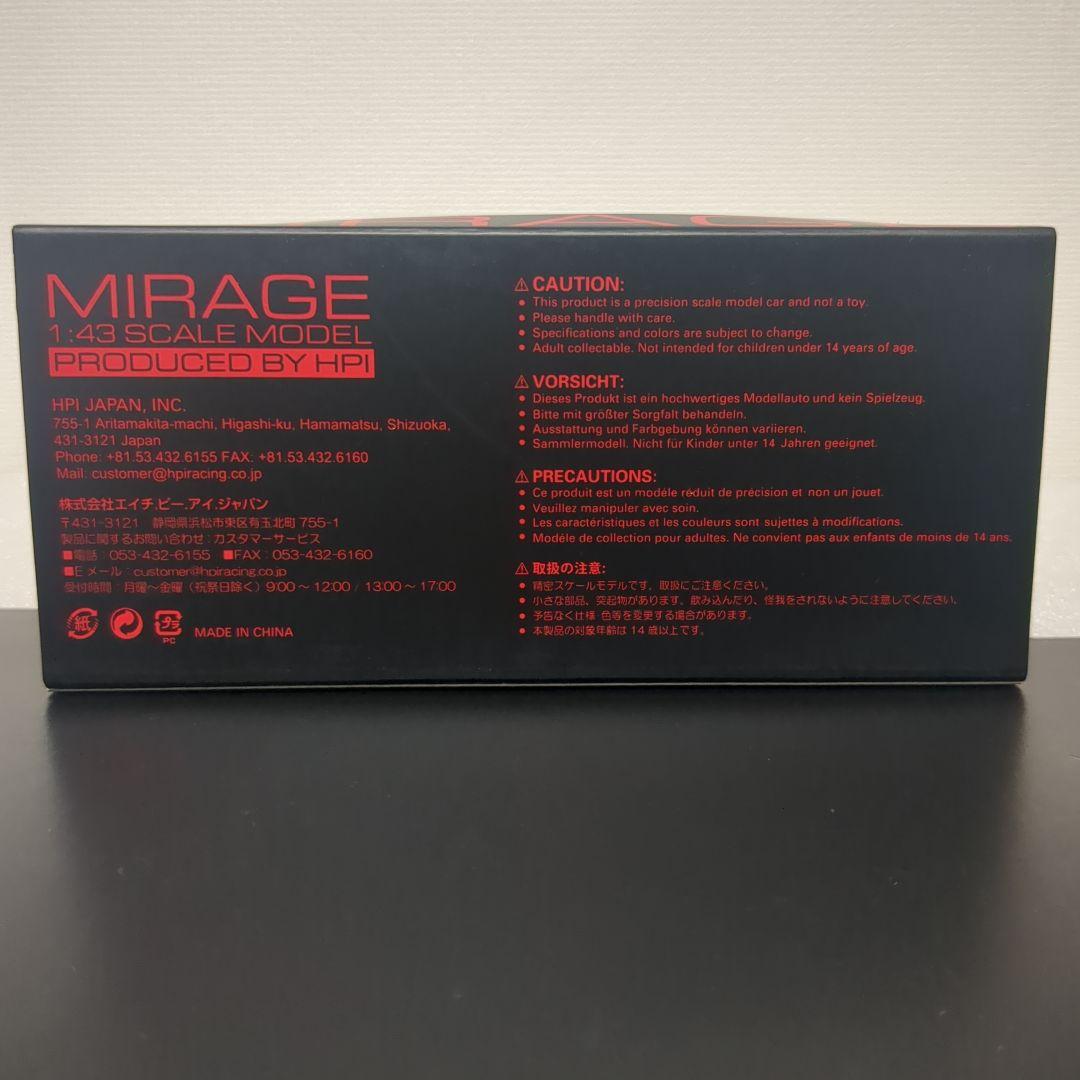 MIRAGE
1:43 SCALE MODEL
PRODUCED BY HPI
HPI JAPAN, INC.
755-1 Aritamakita-machi, Higashi-ku, Hamamatsu, Shizuoka,
431-3121 Japan
Phone: +81.53.432.6155 FAX: +81.53.432.6160
Mail: customer@hpiracing.co.jp
株式会社エイチ.ピー.アイ.ジャパン
〒431-3121 静岡県浜松市東区有玉北町 755-1
製品に関するお問い合わせ:カスタマーサービス
■電話:053-432-6155 ■FAX:053-432-6160
■E メール:customer@hpiracing.co.jp
受付時間:月曜〜金曜(祝祭日除く)9:00〜12:00 / 13:00〜17:00
紙 プラ
PC
MADE IN CHINA
⚠ CAUTION:
• This product is a precision scale model car and not a toy.
• Please handle with care.
• Specifications and colors are subject to change.
• Adult collectable. Not intended for children under 14 years of age.
⚠ VORSICHT:
• Dieses Produkt ist ein hochwertiges Modellauto und kein Spielzeug.
• Bitte mit größter Sorgfalt behandeln.
• Ausstattung und Farbgebung können variieren.
• Sammlermodell. Nicht für Kinder unter 14 Jahren geeignet.
⚠ PRECAUTIONS:
• Ce produit est un modéle réduit de précision et non un jouet.
• Veuillez manipuler avec soin.
• Les caractéristiques et les couleurs sont sujettes à modifications.
• Modéle de collection pour adultes. Ne convient pas aux enfants de moins de 14 ans.
⚠ 取扱の注意:
• 精密スケールモデルです。取扱にご注意ください。
• 小さな部品、突起物があります。飲み込んだり、怪我をされないように注意してください。
• 予告なく仕様・色等を変更する場合があります。
• 本製品の対象年齢は 14 歳以上です。